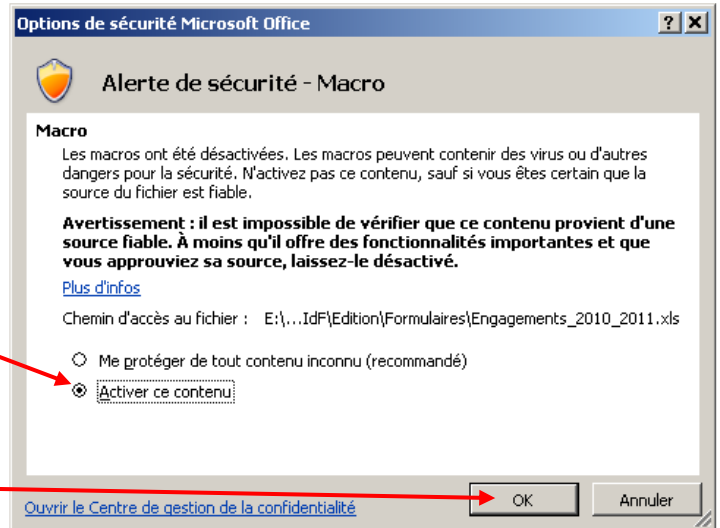 Options de sécurité Microsoft Office
Alerte de sécurité - Macro
Macro
Les macros ont été désactivées. Les macros peuvent contenir des virus ou d'autres
dangers pour la sécurité. N'activez pas ce contenu, sauf si vous êtes certain que la
source du fichier est fiable.
Avertissement : il est impossible de vérifier que ce contenu provient d'une
source fiable. À moins qu'il offre des fonctionnalités importantes et que
vous approuviez sa source, laissez-le désactivé.
Plus d'infos
Chemin d'accès au fichier : E:\...IdF\Edition\Formulaires\Engagements_2010_2011.xls
Me protéger de tout contenu inconnu (recommandé)
Activer ce contenu
Ouvrir le Centre de gestion de la confidentialité OK Annuler